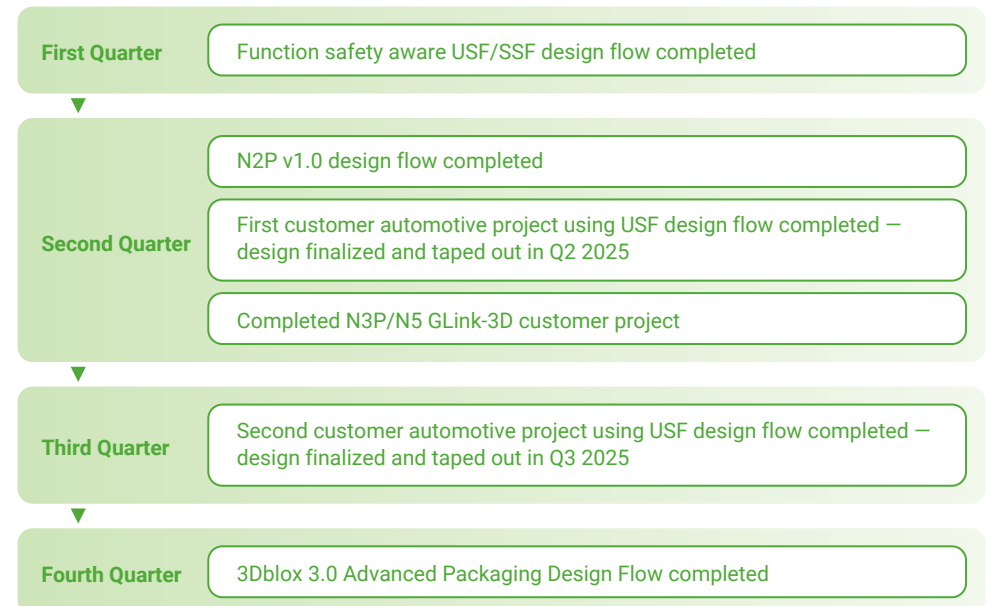 First Quarter
Function safety aware USF/SSF design flow completed
Second Quarter
N2P v1.0 design flow completed
First customer automotive project using USF design flow completed —
design finalized and taped out in Q2 2025
Completed N3P/N5 GLink-3D customer project
Third Quarter
Second customer automotive project using USF design flow completed —
design finalized and taped out in Q3 2025
Fourth Quarter
3Dblox 3.0 Advanced Packaging Design Flow completed